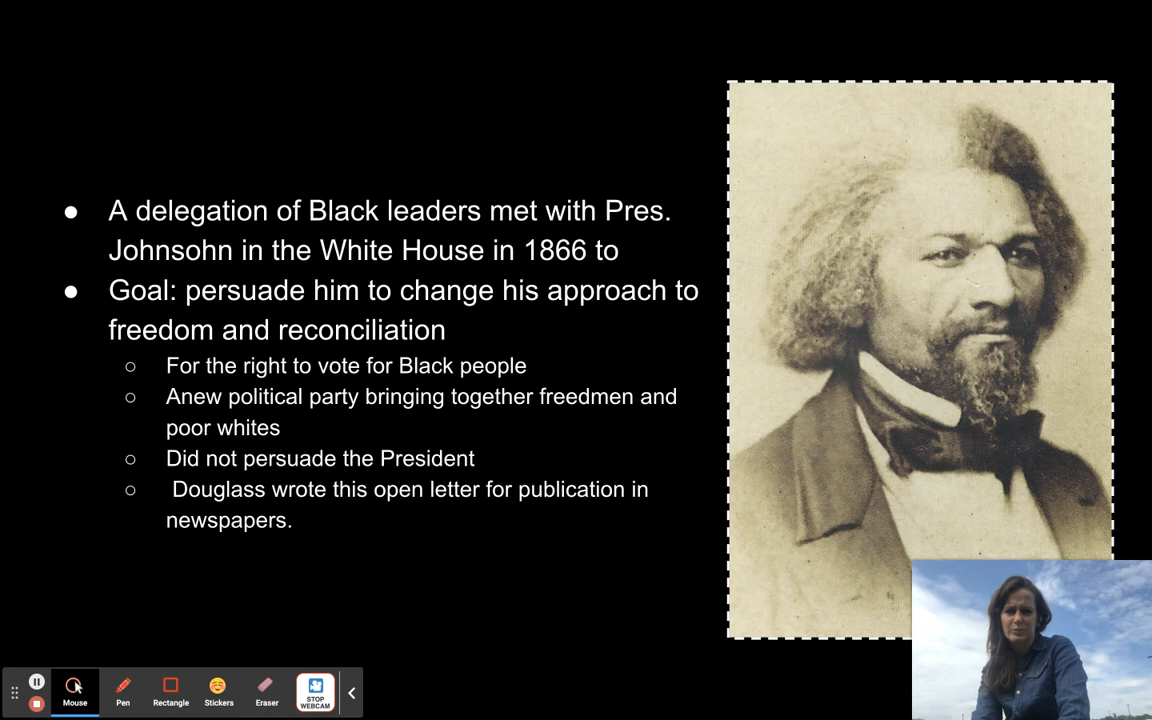 ● A delegation of Black leaders met with Pres.
Johnsohn in the White House in 1866 to
● Goal: persuade him to change his approach to
freedom and reconciliation
○ For the right to vote for Black people
○ Anew political party bringing together freedmen and
poor whites
○ Did not persuade the President
○ Douglass wrote this open letter for publication in
newspapers.
Mouse
Pen
Rectangle
Stickers
Eraser
STOP
WEBCAM